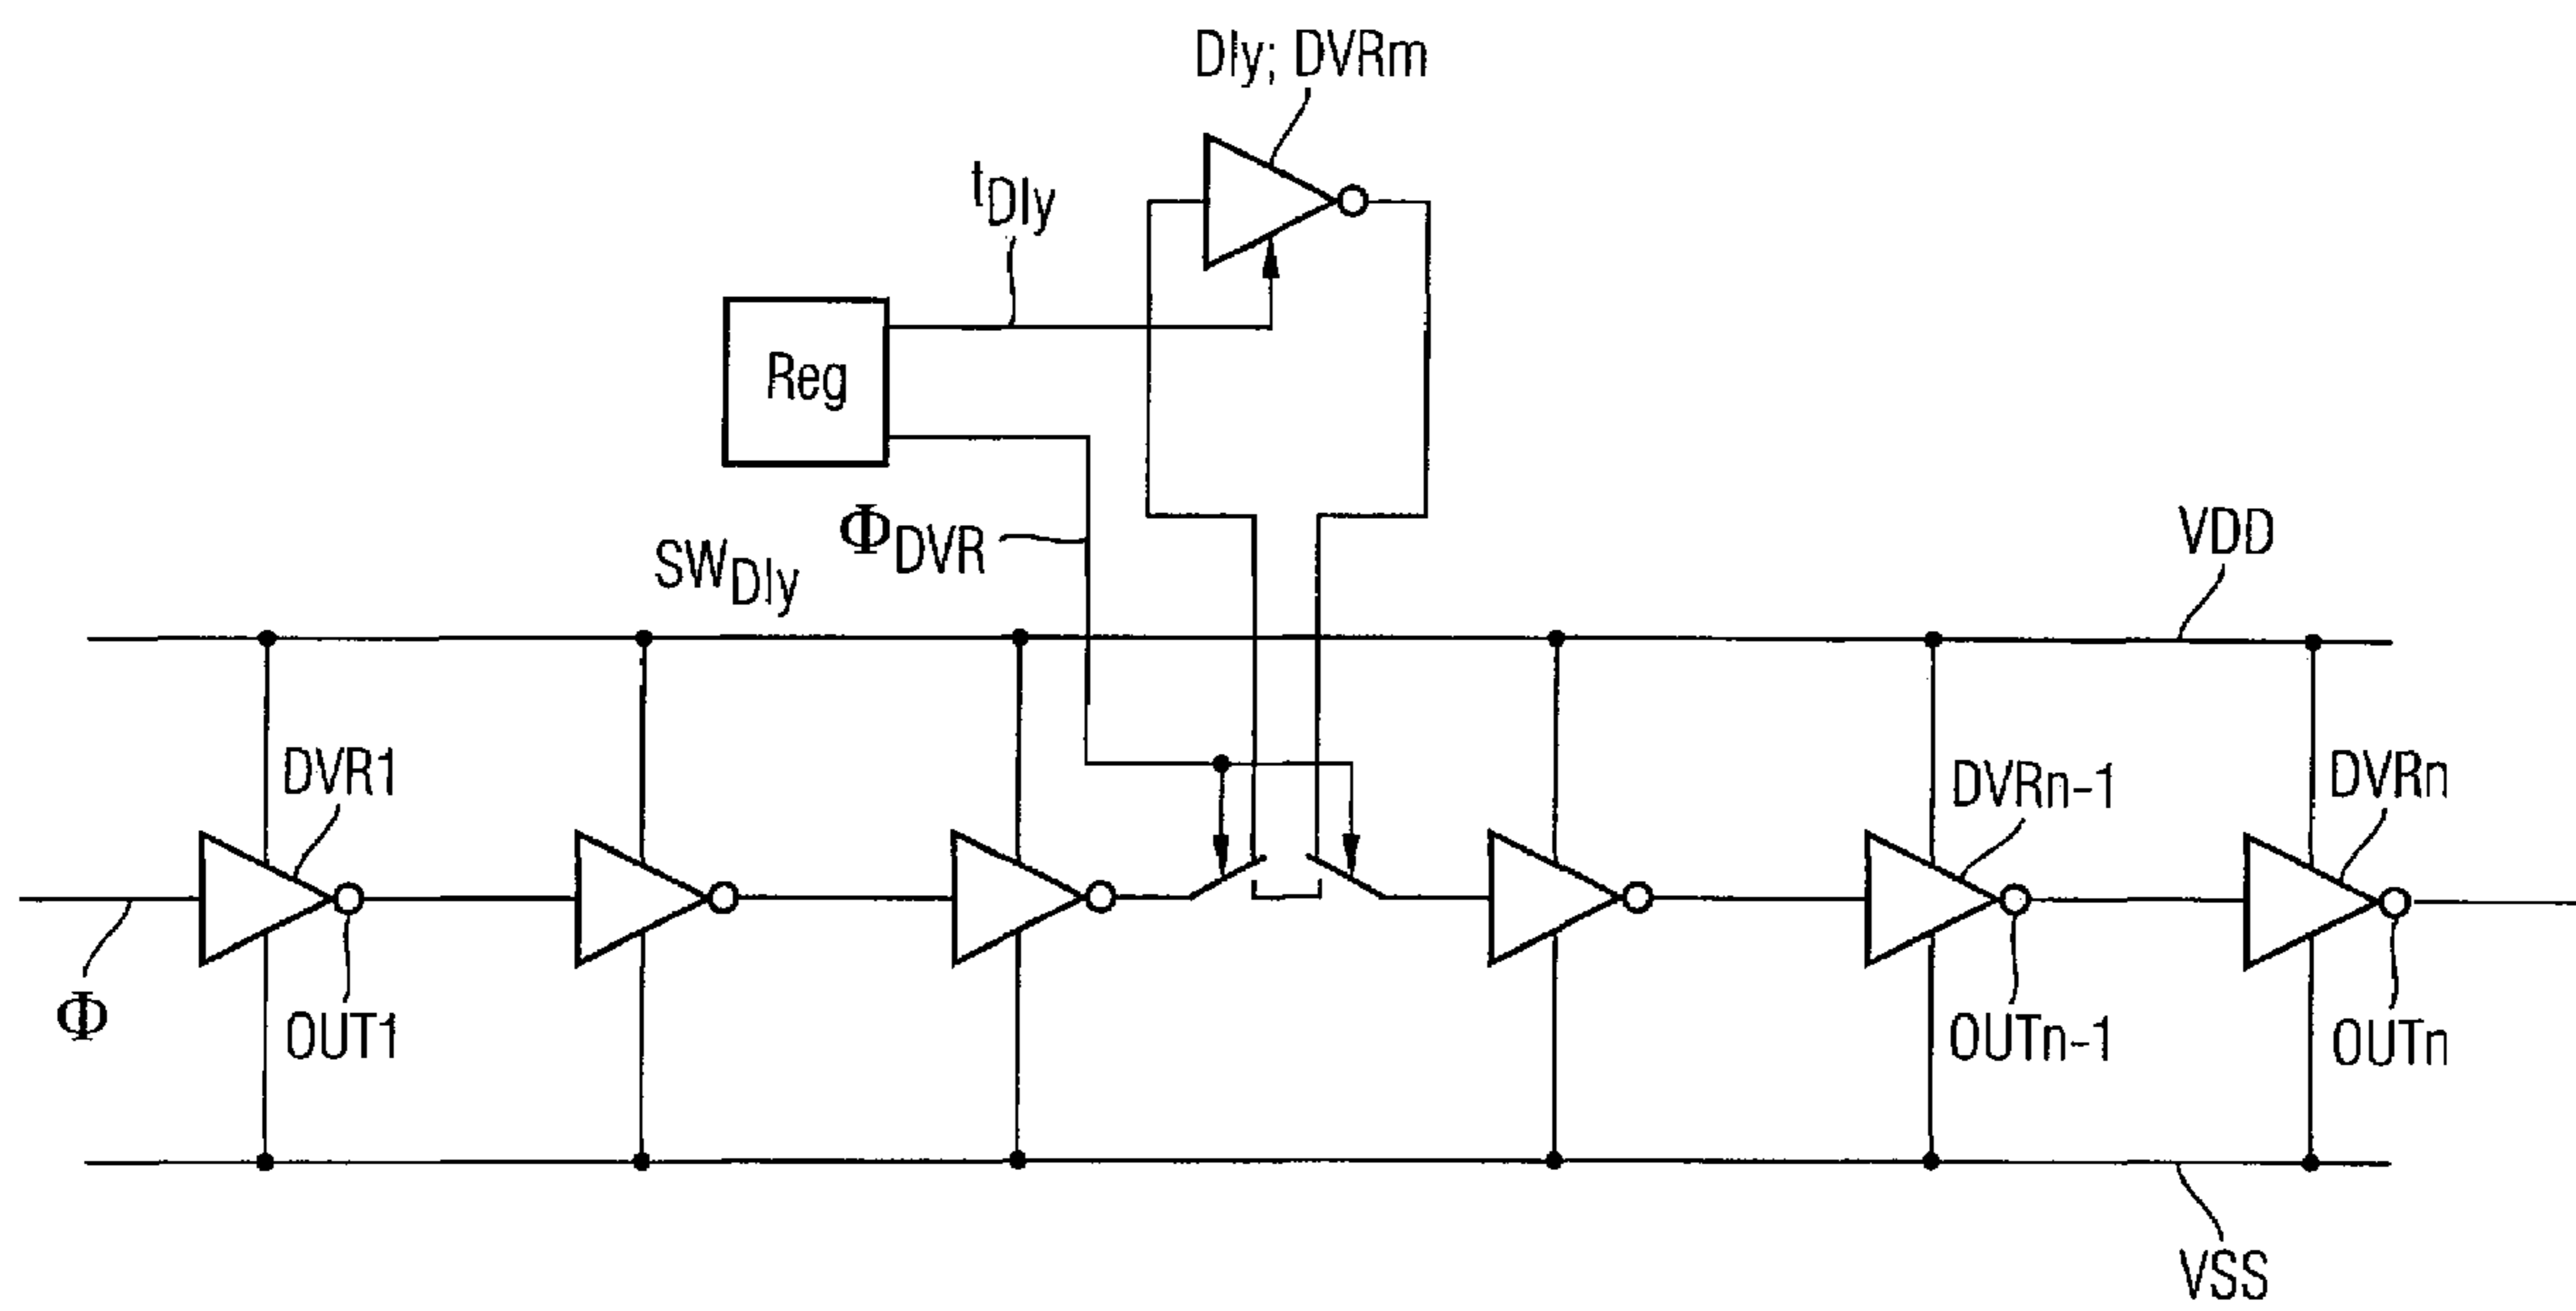 Dly; DVRm
tDly
Reg
ΦDVR
SWDly
VDD
DVR1
DVRn-1
DVRn
Φ
OUT1
OUTn-1
OUTn
VSS